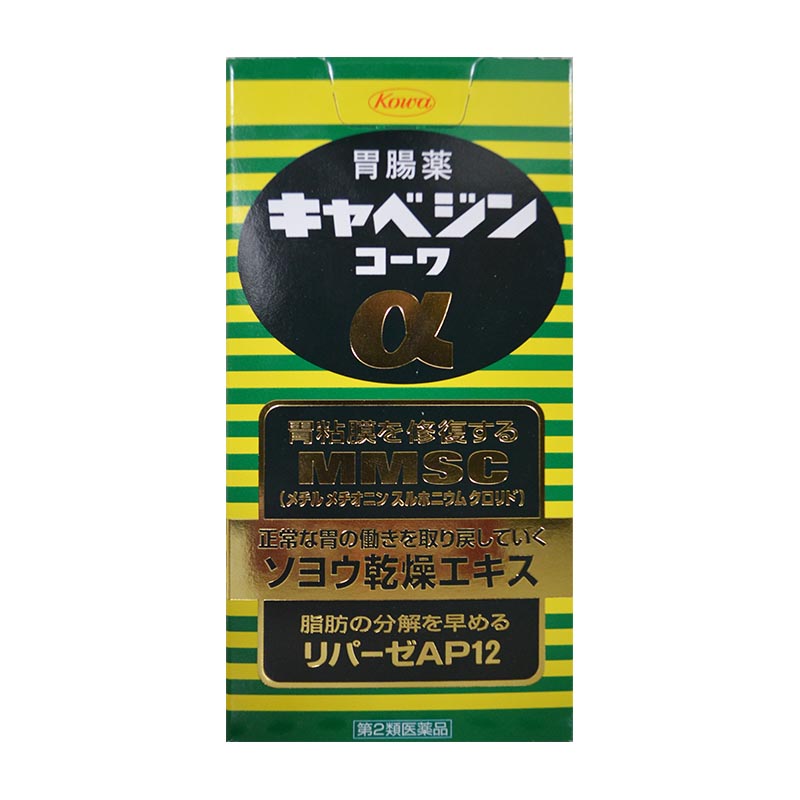 Kowa
胃腸薬
キャベジン
コーワ
α
胃粘膜を修復する
MMSC
(メチルメチオニンスルホニウムクロリド)
正常な胃の働きを取り戻していく
ソヨウ乾燥エキス
脂肪の分解を早める
リパーゼAP12
第2類医薬品